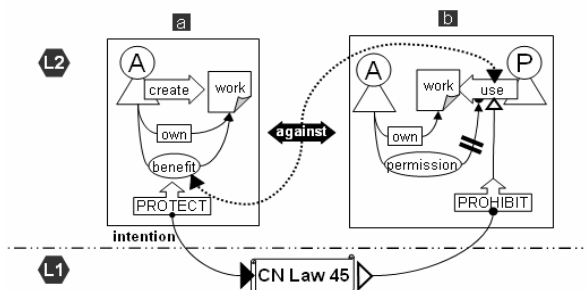 a
b
L2
A
create
work
own
benefit
PROTECT
intention
against
A
work
use
P
own
permission
PROHIBIT
L1
CN Law 45